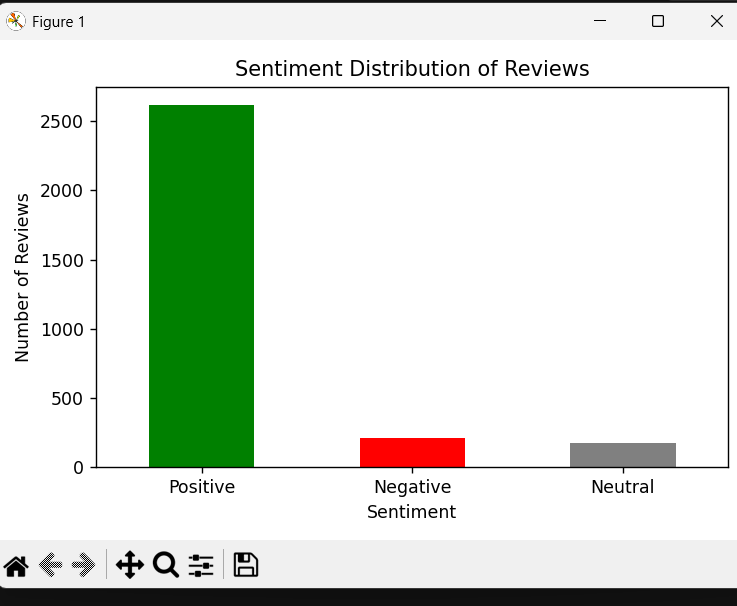 Figure 1
Sentiment Distribution of Reviews
2500
2000
1500
1000
500
0
Number of Reviews
Positive
Negative
Neutral
Sentiment